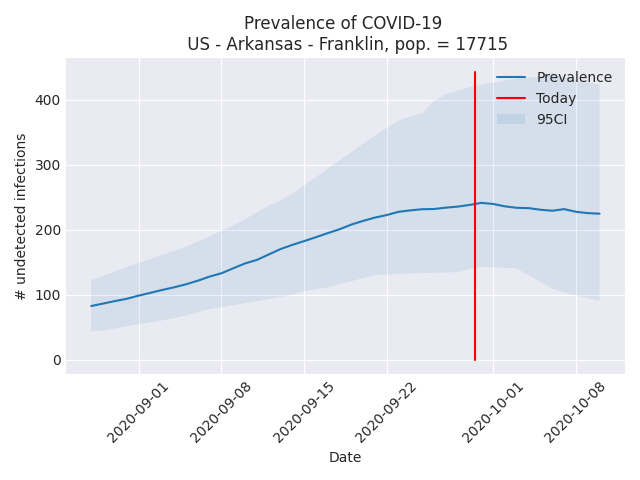 Prevalence of COVID-19
US - Arkansas - Franklin, pop. = 17715
Prevalence
Today
95CI
# undetected infections
400
300
200
100
0
2020-09-01
2020-09-08
2020-09-15
2020-09-22
2020-10-01
2020-10-08
Date